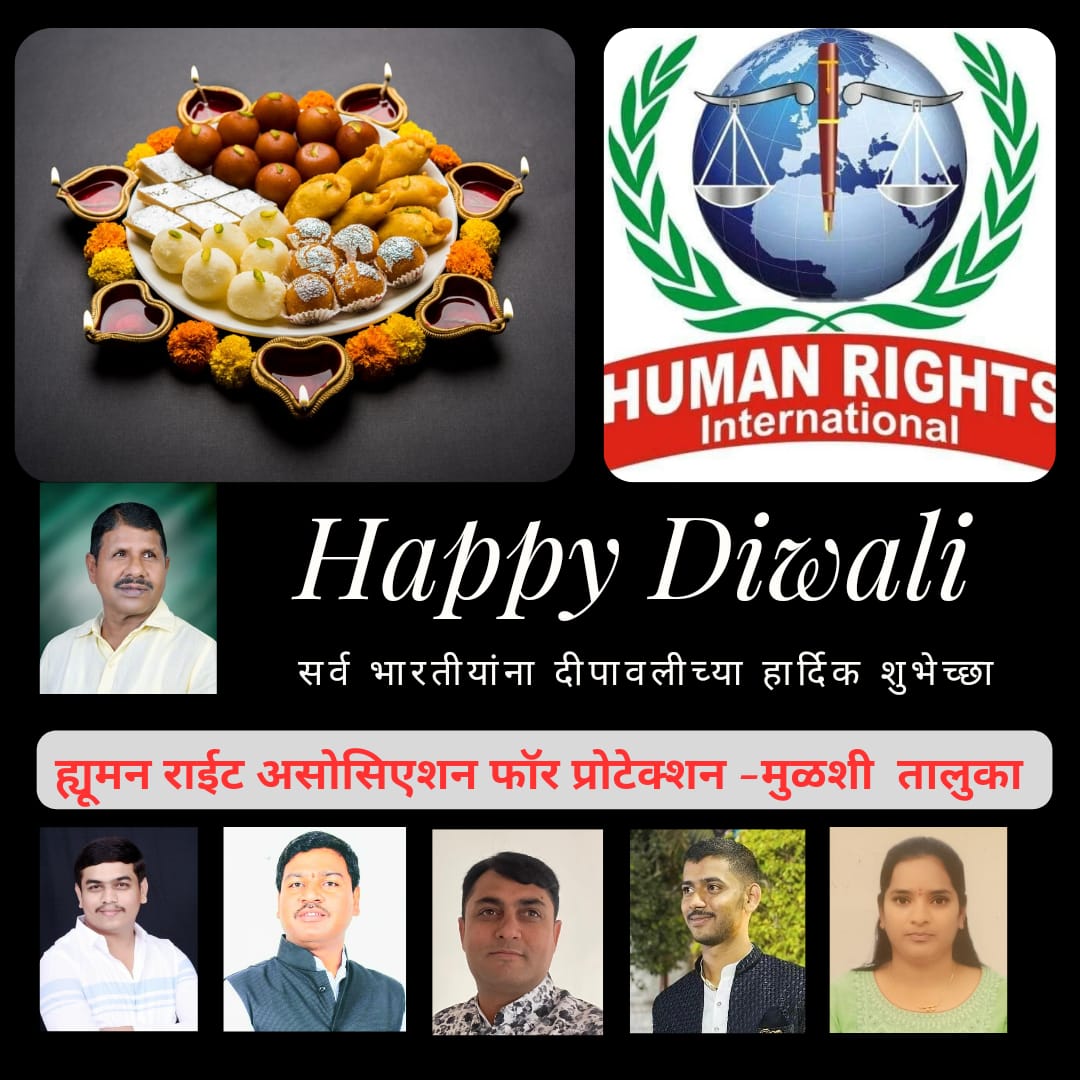 HUMAN RIGHTS
International
Happy Diwali
सर्व भारतीयांना दीपावलीच्या हार्दिक शुभेच्छा
ह्यूमन राईट असोसिएशन फॉर प्रोटेक्शन -मुळशी तालुका